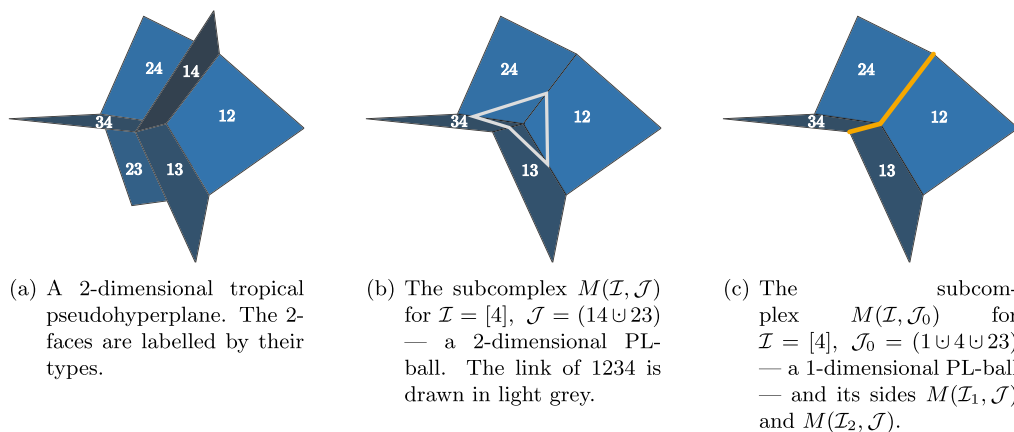 24
14
12
34
23
13
24
12
34
13
24
12
34
13
(a) A 2-dimensional tropical
pseudohyperplane. The 2-
faces are labelled by their
types.
(b) The subcomplex M(ℐ, 𝒥)
for ℐ = [4], 𝒥 = (14 ⊍ 23)
— a 2-dimensional PL-
ball. The link of 1234 is
drawn in light grey.
(c) The subcom-
plex M(ℐ, 𝒥₀) for
ℐ = [4], 𝒥₀ = (1 ⊍ 4 ⊍ 23)
— a 1-dimensional PL-ball
— and its sides M(ℐ₁, 𝒥)
and M(ℐ₂, 𝒥).